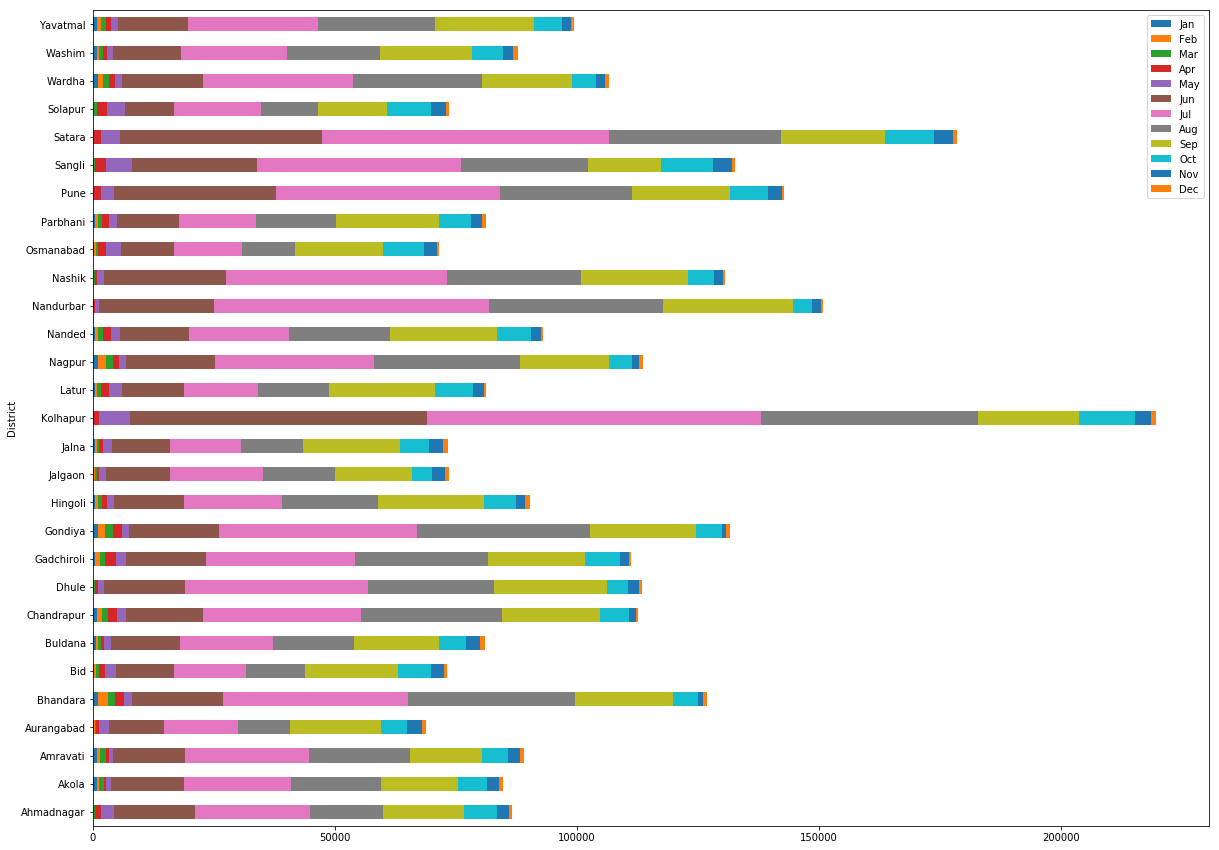 Yavatmal
Washim
Wardha
Solapur
Satara
Sangli
Pune
Parbhani
Osmanabad
Nashik
Nandurbar
Nanded
Nagpur
Latur
Kolhapur
Jalna
Jalgaon
Hingoli
Gondiya
Gadchiroli
Dhule
Chandrapur
Buldana
Bid
Bhandara
Aurangabad
Amravati
Akola
Ahmadnagar
District
0 50000 100000 150000 200000
Jan
Feb
Mar
Apr
May
Jun
Jul
Aug
Sep
Oct
Nov
Dec